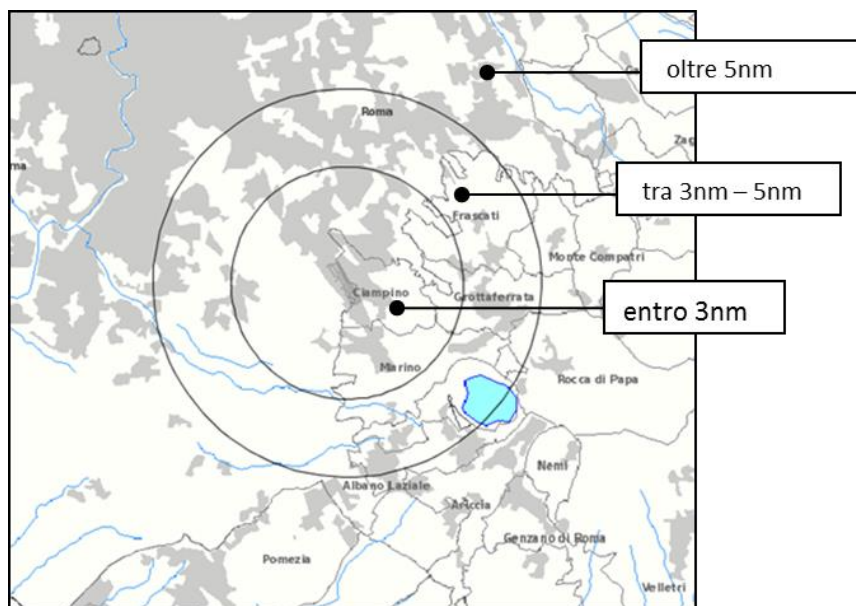 oltre 5nm
Roma
tra 3nm – 5nm
Frascati
Monte Compatri
Ciampino
Grottaferrata
entro 3nm
Marino
Rocca di Papa
Nemi
Albano Laziale
Ariccia
Genzano di Roma
Pomezia
Velletri